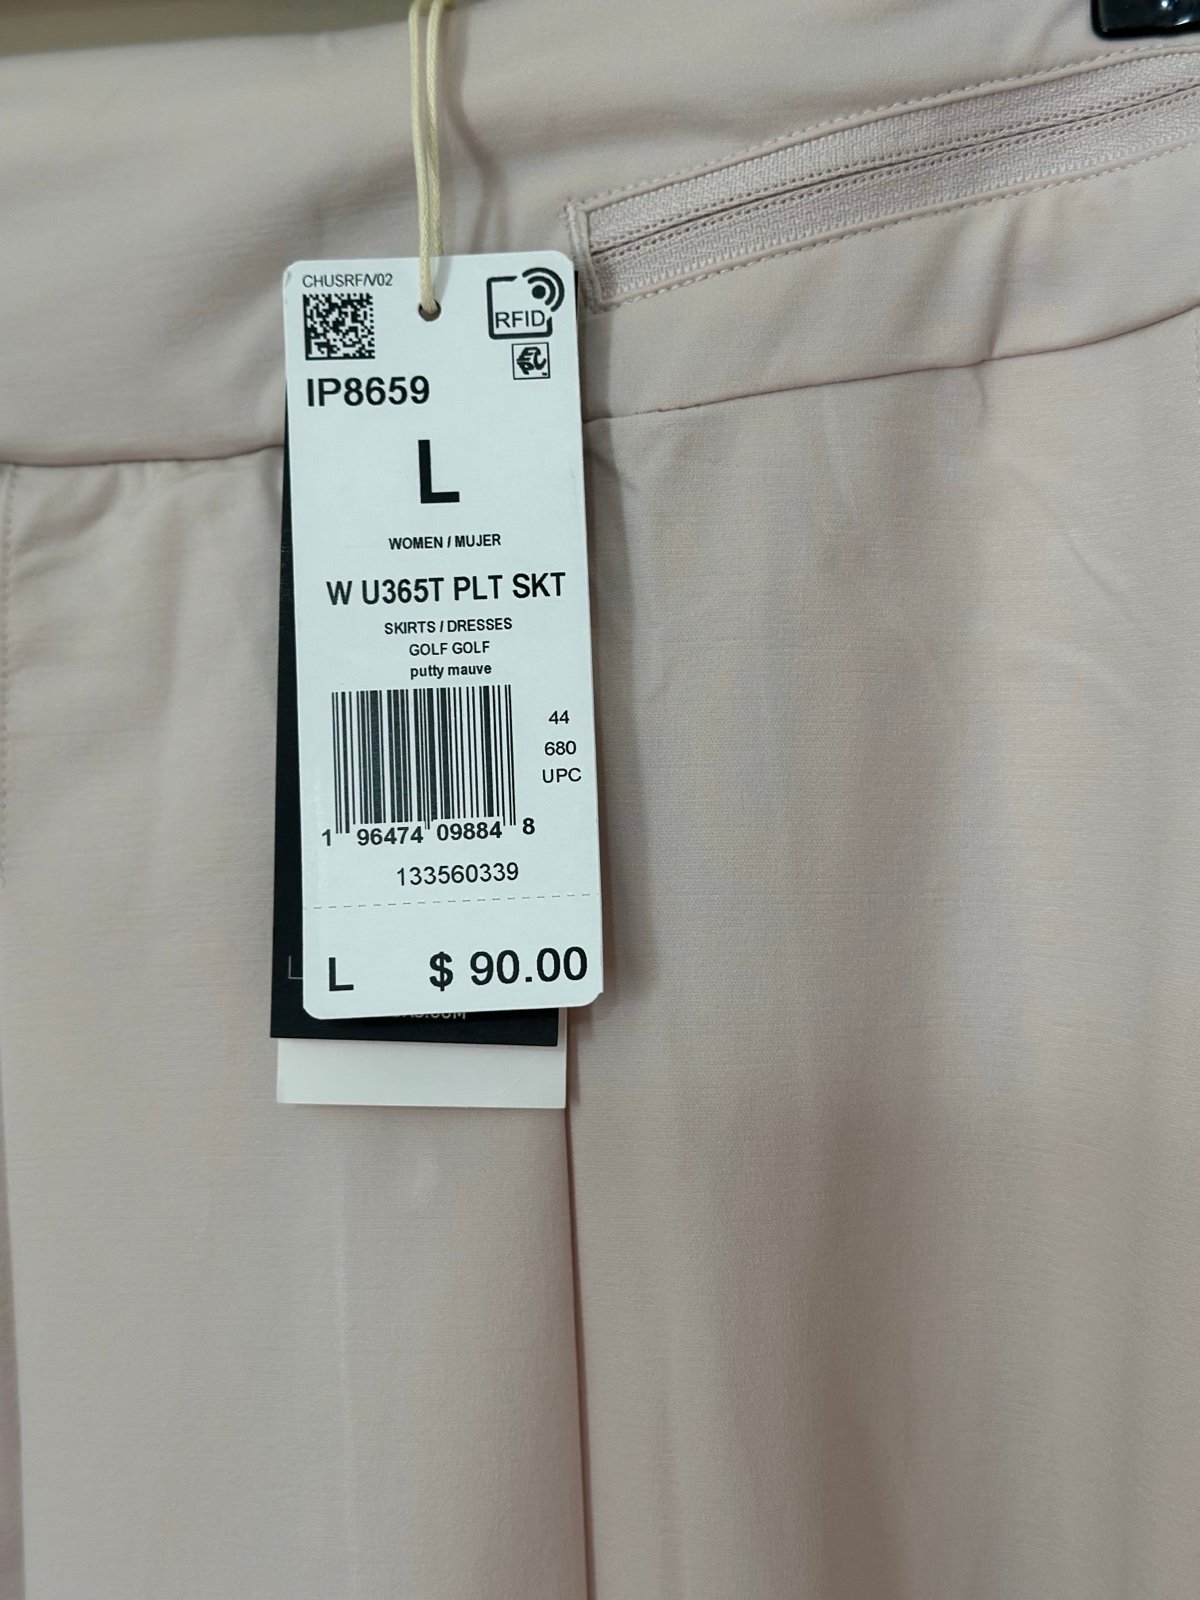 CHUSRF/V02
RFID
IP8659
L
WOMEN / MUJER
W U365T PLT SKT
SKIRTS / DRESSES
GOLF GOLF
putty mauve
44
680
UPC
1 96474 09884 8
133560339
L $ 90.00